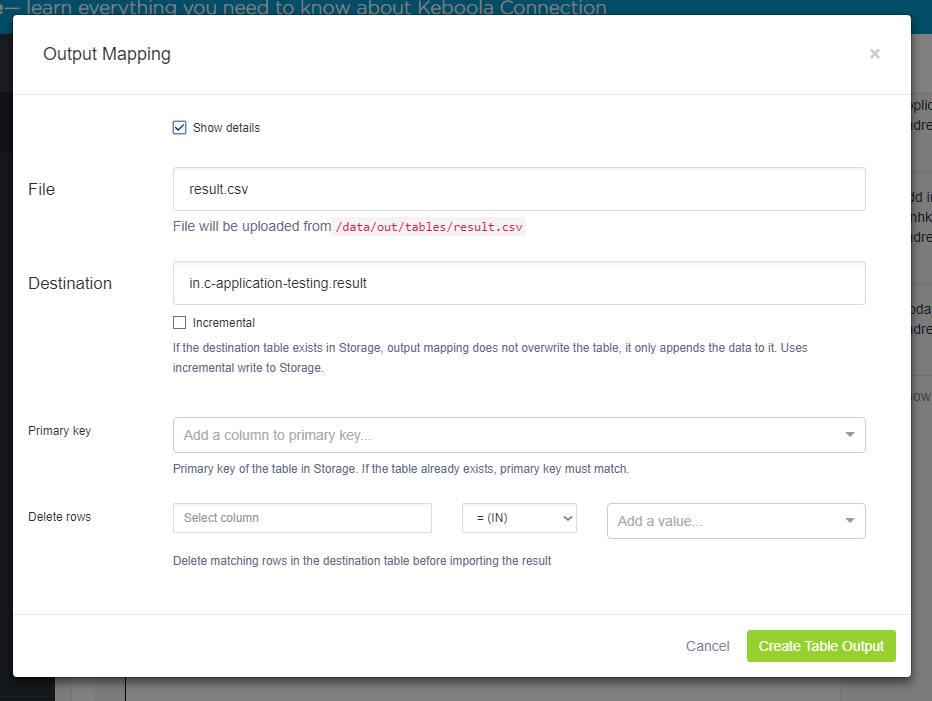 — learn everything you need to know about Keboola Connection
Output Mapping
×
Show details
File
result.csv
File will be uploaded from /data/out/tables/result.csv
Destination
in.c-application-testing.result
Incremental
If the destination table exists in Storage, output mapping does not overwrite the table, it only appends the data to it. Uses
incremental write to Storage.
Primary key
Add a column to primary key...
Primary key of the table in Storage. If the table already exists, primary key must match.
Delete rows
Select column
= (IN)
Add a value...
Delete matching rows in the destination table before importing the result
Cancel
Create Table Output